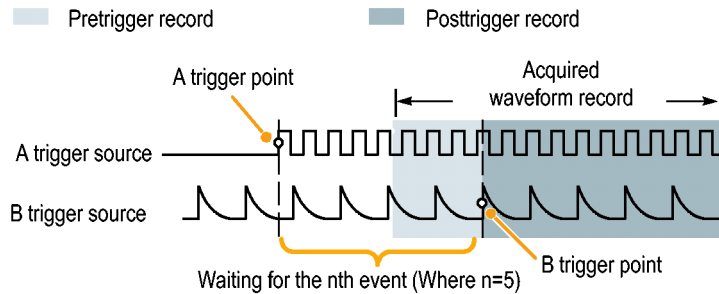 Pretrigger record
Posttrigger record
A trigger point
Acquired
waveform record
A trigger source
B trigger source
B trigger point
Waiting for the nth event (Where n=5)